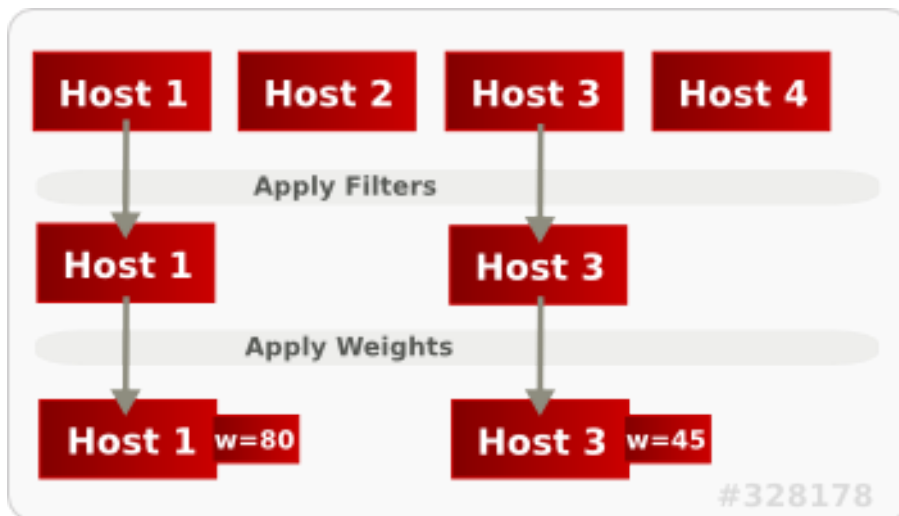 Host 1 Host 2 Host 3 Host 4
Apply Filters
Host 1 Host 3
Apply Weights
Host 1 w=80 Host 3 w=45
#328178